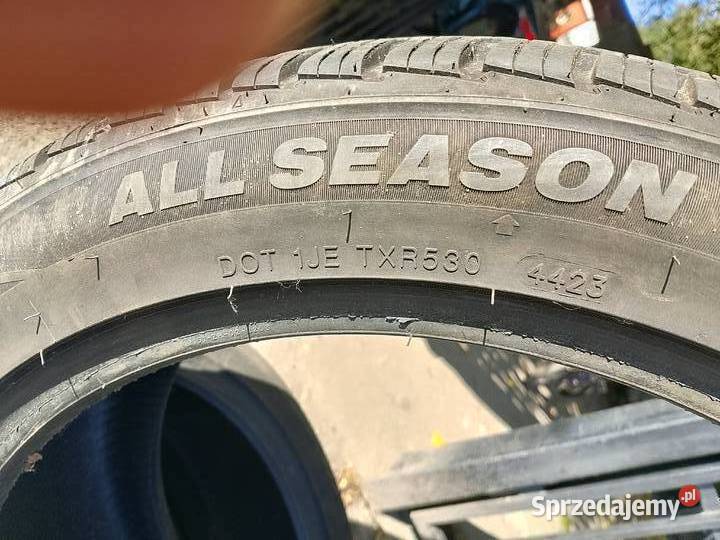 ALL SEASON
DOT 1JE TXR530 4423
Sprzedajemy.pl